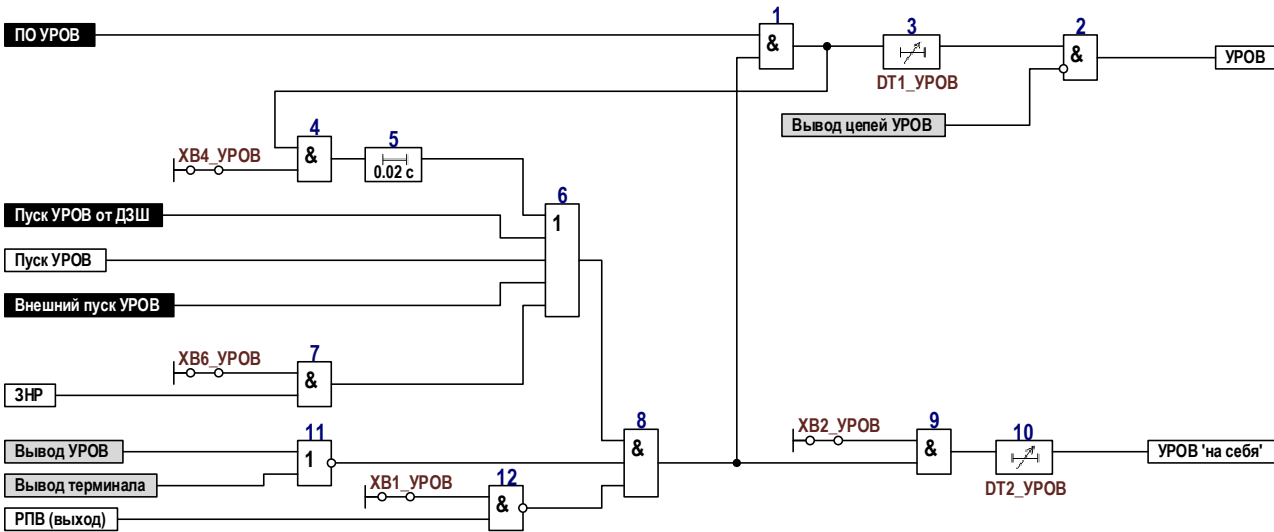 1
3
2
ПО УРОВ
&
&
УРОВ
DT1_УРОВ
Вывод цепей УРОВ
4
5
XB4_УРОВ
&
0.02 с
6
Пуск УРОВ от ДЗШ
1
Пуск УРОВ
Внешний пуск УРОВ
7
XB6_УРОВ
&
ЗНР
11
8
9
10
XB2_УРОВ
Вывод УРОВ
1
&
&
УРОВ 'на себя'
Вывод терминала
XB1_УРОВ
12
DT2_УРОВ
&
РПВ (выход)